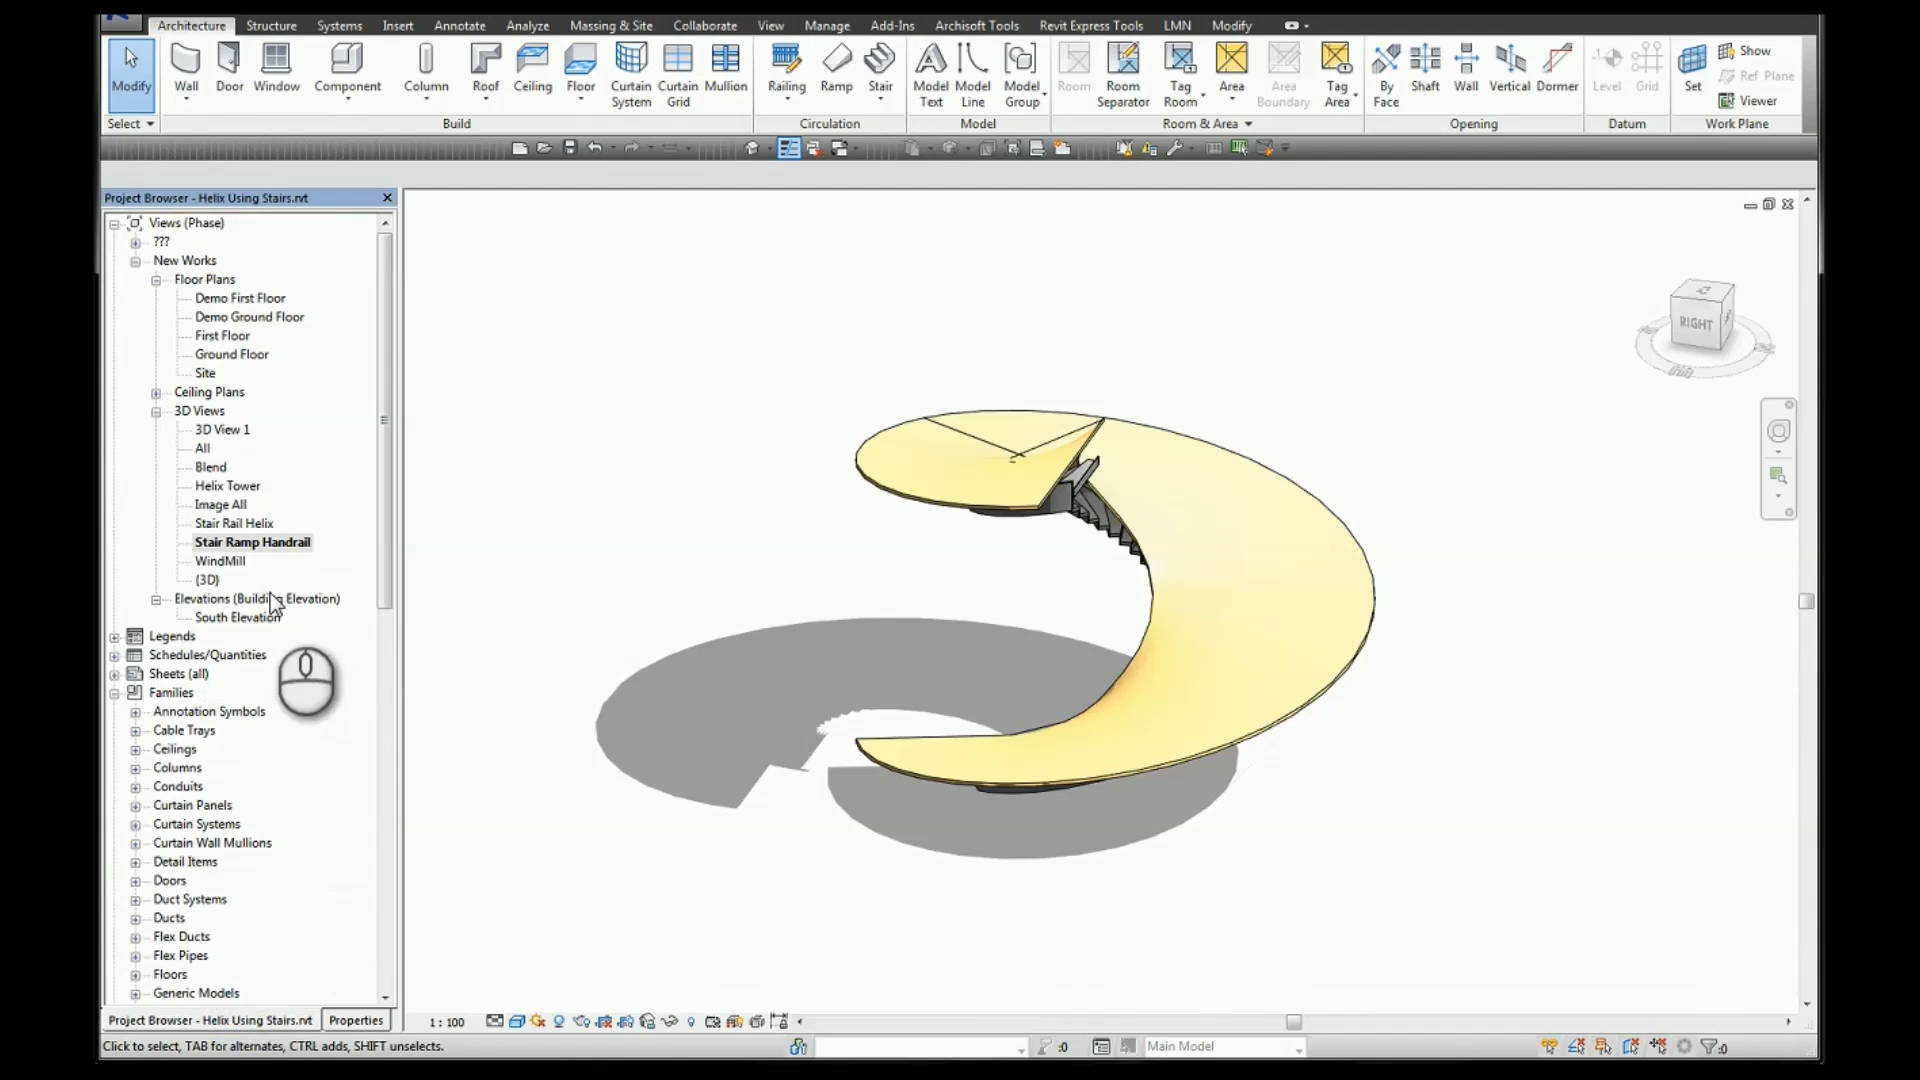 Architecture Structure Systems Insert Annotate Analyze Massing & Site Collaborate View Manage Add-Ins Archisoft Tools Revit Express Tools LMN Modify
Modify Wall Door Window Component Column Roof Ceiling Floor Curtain System Curtain Grid Mullion Railing Ramp Stair Model Text Model Line Model Group Room Room Separator Tag Room Area Area Boundary Tag Area By Face Shaft Wall Vertical Dormer Level Grid Set Show Ref Plane Viewer
Select Build Circulation Model Room & Area Opening Datum Work Plane
Project Browser - Helix Using Stairs.rvt
Views (Phase)
???
New Works
Floor Plans
Demo First Floor
Demo Ground Floor
First Floor
Ground Floor
Site
Ceiling Plans
3D Views
3D View 1
All
Blend
Helix Tower
Image All
Stair Rail Helix
Stair Ramp Handrail
WindMill
{3D}
Elevations (Building Elevation)
South Elevation
Legends
Schedules/Quantities
Sheets (all)
Families
Annotation Symbols
Cable Trays
Ceilings
Columns
Conduits
Curtain Panels
Curtain Systems
Curtain Wall Mullions
Detail Items
Doors
Duct Systems
Ducts
Flex Ducts
Flex Pipes
Floors
Generic Models
RIGHT
Project Browser - Helix Using Stairs.rvt Properties
1 : 100
Click to select, TAB for alternates, CTRL adds, SHIFT unselects.
:0
Main Model
:0